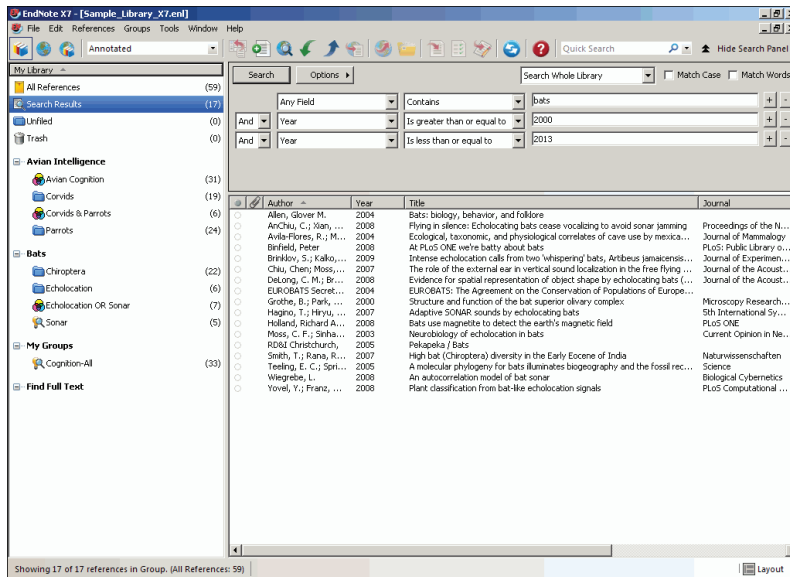 EndNote X7 - [Sample_Library_X7.enl]
File Edit References Groups Tools Window Help
Annotated Quick Search Hide Search Panel
My Library
All References (59)
Search Results (17)
Unfiled (0)
Trash (0)
Avian Intelligence
Avian Cognition (31)
Corvids (19)
Corvids & Parrots (6)
Parrots (24)
Bats
Chiroptera (22)
Echolocation (6)
Echolocation OR Sonar (7)
Sonar (5)
My Groups
Cognition-All (33)
Find Full Text
Search Options Search Whole Library Match Case Match Words
Any Field Contains bats + -
And Year Is greater than or equal to 2000 + -
And Year Is less than or equal to 2013 + -
Author Year Title Journal
Allen, Glover M. 2004 Bats: biology, behavior, and folklore
AnChiu, C.; Xian, ... 2008 Flying in silence: Echolocating bats cease vocalizing to avoid sonar jamming Proceedings of the N...
Avila-Flores, R.; M... 2004 Ecological, taxonomic, and physiological correlates of cave use by mexica... Journal of Mammalogy
Binfield, Peter 2008 At PLoS ONE we're batty about bats PLoS: Public Library o...
Brinklov, S.; Kalko,... 2009 Intense echolocation calls from two 'whispering' bats, Artibeus jamaicensis... Journal of Experimen...
Chiu, Chen; Moss,... 2007 The role of the external ear in vertical sound localization in the free flying ... Journal of the Acoust...
DeLong, C. M.; Br... 2008 Evidence for spatial representation of object shape by echolocating bats (... Journal of the Acoust...
EUROBATS Secret... 2004 EUROBATS: The Agreement on the Conservation of Populations of Europe...
Grothe, B.; Park, ... 2000 Structure and function of the bat superior olivary complex Microscopy Research...
Hagino, T.; Hiryu, ... 2007 Adaptive SONAR sounds by echolocating bats 5th International Sy...
Holland, Richard A... 2008 Bats use magnetite to detect the earth's magnetic field PLoS ONE
Moss, C. F.; Sinha... 2003 Neurobiology of echolocation in bats Current Opinion in Ne...
RD&I Christchurch, 2005 Pekapeka / Bats
Smith, T.; Rana, R... 2007 High bat (Chiroptera) diversity in the Early Eocene of India Naturwissenschaften
Teeling, E. C.; Spri... 2005 A molecular phylogeny for bats illuminates biogeography and the fossil rec... Science
Wiegrebe, L. 2008 An autocorrelation model of bat sonar Biological Cybernetics
Yovel, Y.; Franz, ... 2008 Plant classification from bat-like echolocation signals PLoS Computational ...
Showing 17 of 17 references in Group. (All References: 59) Layout